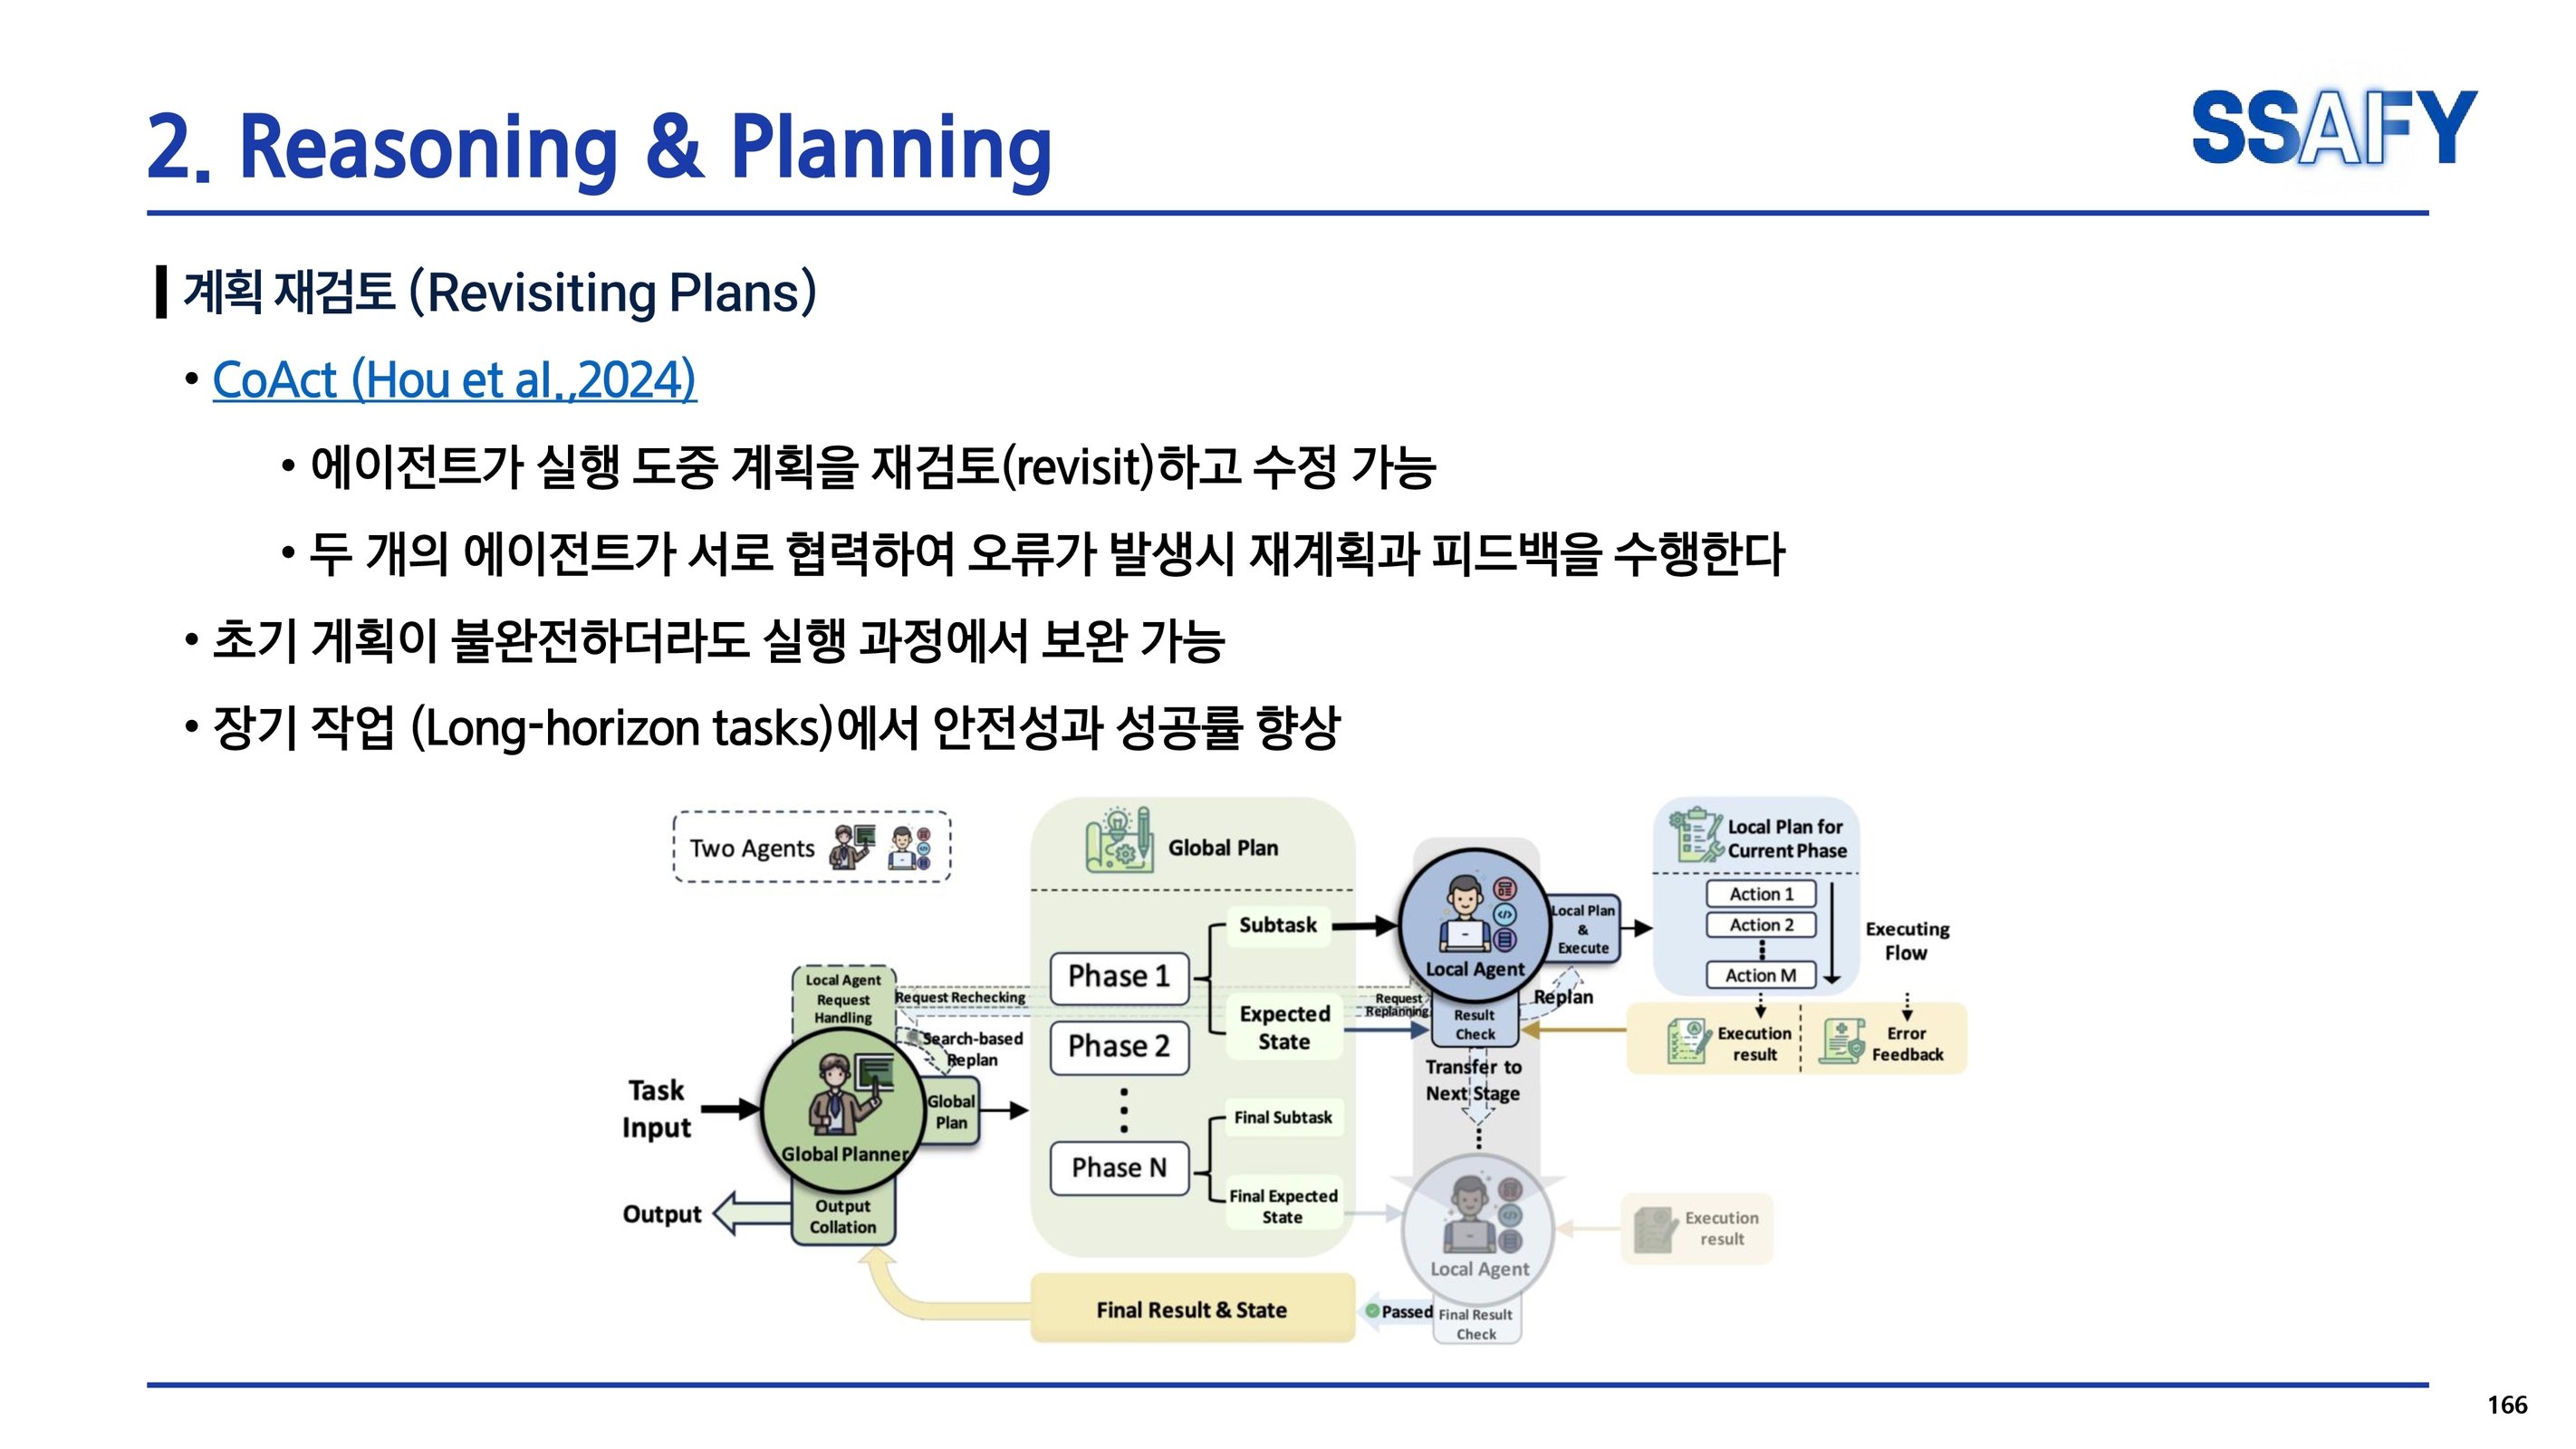 2. Reasoning & Planning
SSAFY
계획 재검토 (Revisiting Plans)
• CoAct (Hou et al.,2024)
• 에이전트가 실행 도중 계획을 재검토(revisit)하고 수정 가능
• 두 개의 에이전트가 서로 협력하여 오류가 발생시 재계획과 피드백을 수행한다
• 초기 게획이 불완전하더라도 실행 과정에서 보완 가능
• 장기 작업 (Long-horizon tasks)에서 안전성과 성공률 향상
Two Agents
Task
Input
Output
Local Agent
Request
Handling
Global Planner
Output
Collation
Global
Plan
Request Rechecking
Search-based
Replan
Global Plan
Phase 1
Phase 2
Phase N
Subtask
Expected
State
Final Subtask
Final Expected
State
Request
Replanning
Local Agent
Local Plan
&
Execute
Result
Check
Replan
Transfer to
Next Stage
Local Plan for
Current Phase
Action 1
Action 2
Action M
Executing
Flow
Execution
result
Error
Feedback
Local Agent
Execution
result
Final Result
Check
Passed
Final Result & State
166